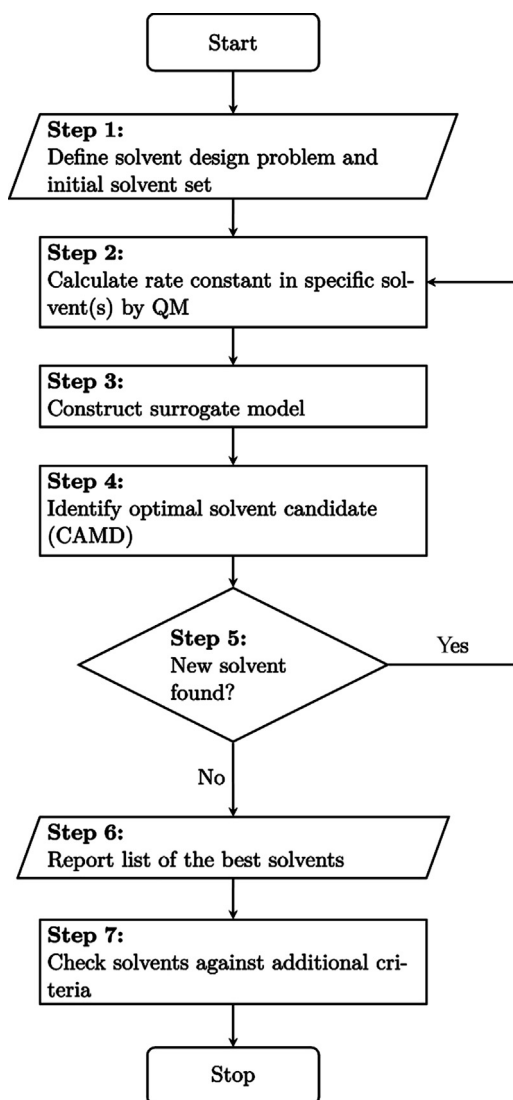 Start
Step 1:
Define solvent design problem and
initial solvent set
Step 2:
Calculate rate constant in specific sol-
vent(s) by QM
Step 3:
Construct surrogate model
Step 4:
Identify optimal solvent candidate
(CAMD)
Step 5:
New solvent
found?
Yes
No
Step 6:
Report list of the best solvents
Step 7:
Check solvents against additional cri-
teria
Stop